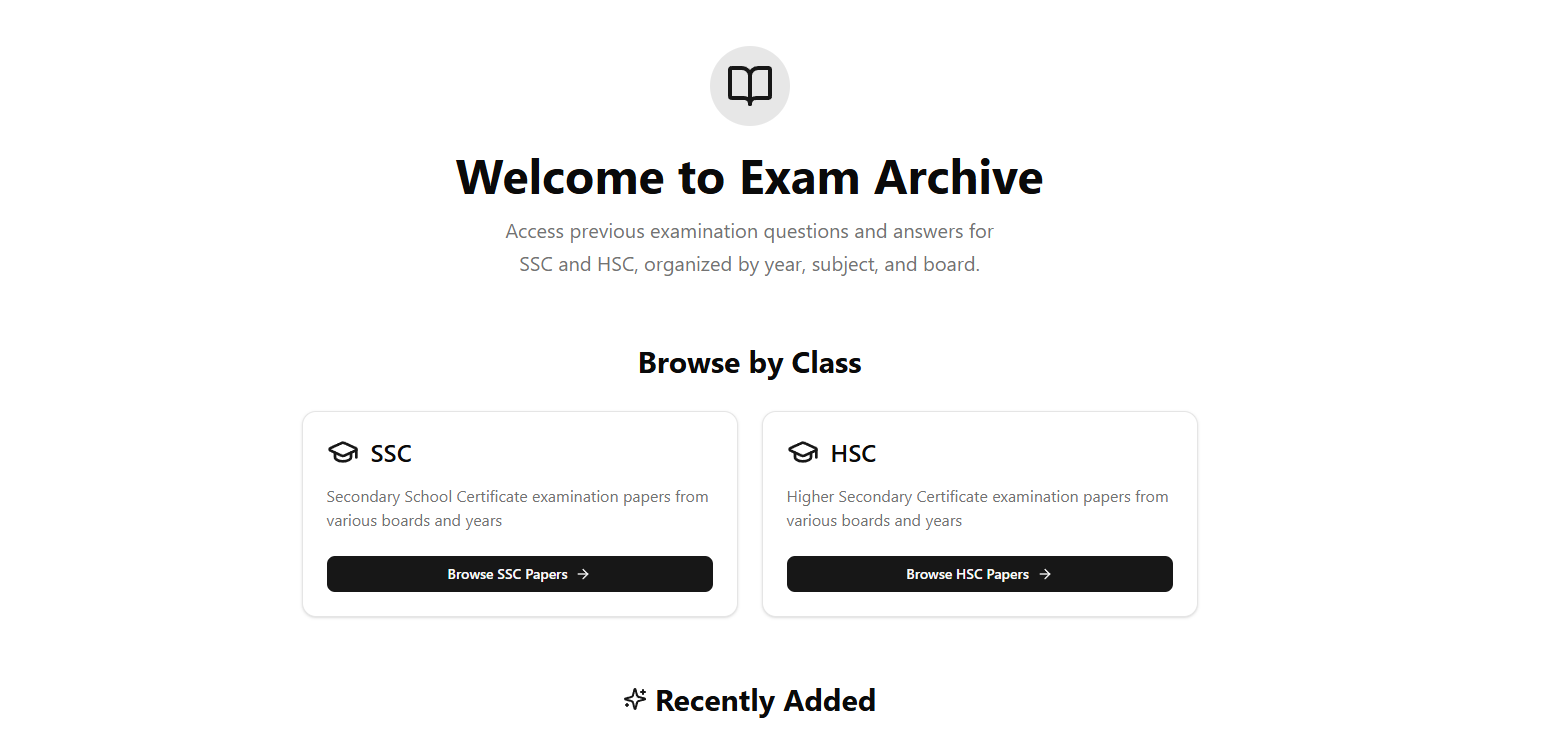 Welcome to Exam Archive
Access previous examination questions and answers for
SSC and HSC, organized by year, subject, and board.
Browse by Class
SSC
Secondary School Certificate examination papers from
various boards and years
Browse SSC Papers
HSC
Higher Secondary Certificate examination papers from
various boards and years
Browse HSC Papers
Recently Added